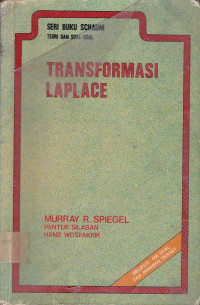 SERI BUKU SCHAUM
TEORI DAN SOAL-SOAL
TRANSFORMASI
LAPLACE
MURRAY R. SPIEGEL
PANTUR SILABAN
HANS WOSPAKRIK